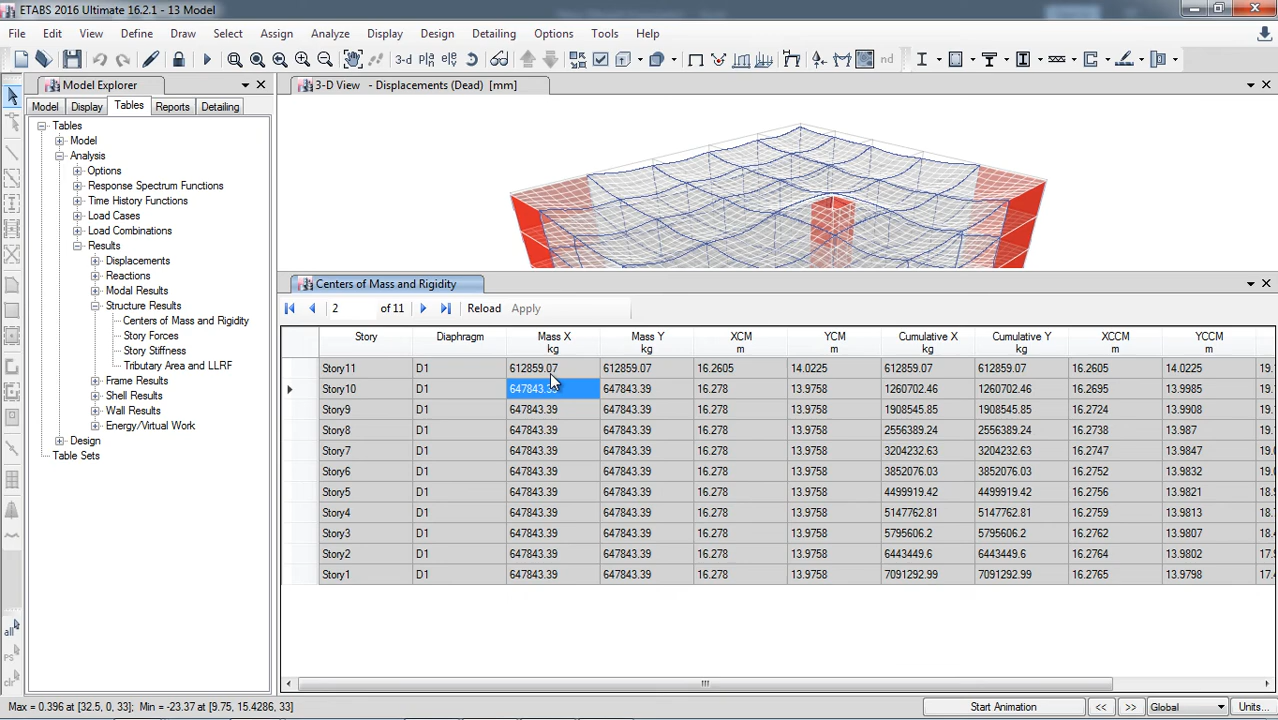 ETABS 2016 Ultimate 16.2.1 - 13 Model
File Edit View Define Draw Select Assign Analyze Display Design Detailing Options Tools Help
3-d nd
Model Explorer
3-D View - Displacements (Dead) [mm]
Model Display Tables Reports Detailing
Tables
Model
Analysis
Options
Response Spectrum Functions
Time History Functions
Load Cases
Load Combinations
Results
Displacements
Reactions
Modal Results
Structure Results
Centers of Mass and Rigidity
Story Forces
Story Stiffness
Tributary Area and LLRF
Frame Results
Shell Results
Wall Results
Energy/Virtual Work
Design
Table Sets
all
PS
clr
Centers of Mass and Rigidity
2 of 11 Reload Apply
Story Diaphragm Mass X Mass Y XCM YCM Cumulative X Cumulative Y XCCM YCCM
kg kg m m kg kg m m
Story11 D1 612859.07 612859.07 16.2605 14.0225 612859.07 612859.07 16.2605 14.0225 19.
Story10 D1 647843.39 647843.39 16.278 13.9758 1260702.46 1260702.46 16.2695 13.9985
Story9 D1 647843.39 647843.39 16.278 13.9758 1908545.85 1908545.85 16.2724 13.9908
Story8 D1 647843.39 647843.39 16.278 13.9758 2556389.24 2556389.24 16.2738 13.987
Story7 D1 647843.39 647843.39 16.278 13.9758 3204232.63 3204232.63 16.2747 13.9847
Story6 D1 647843.39 647843.39 16.278 13.9758 3852076.03 3852076.03 16.2752 13.9832
Story5 D1 647843.39 647843.39 16.278 13.9758 4499919.42 4499919.42 16.2756 13.9821
Story4 D1 647843.39 647843.39 16.278 13.9758 5147762.81 5147762.81 16.2759 13.9813
Story3 D1 647843.39 647843.39 16.278 13.9758 5795606.2 5795606.2 16.2762 13.9807
Story2 D1 647843.39 647843.39 16.278 13.9758 6443449.6 6443449.6 16.2764 13.9802
Story1 D1 647843.39 647843.39 16.278 13.9758 7091292.99 7091292.99 16.2765 13.9798
Max = 0.396 at [32.5, 0, 33]; Min = -23.37 at [9.75, 15.4286, 33] Start Animation << >> Global Units...